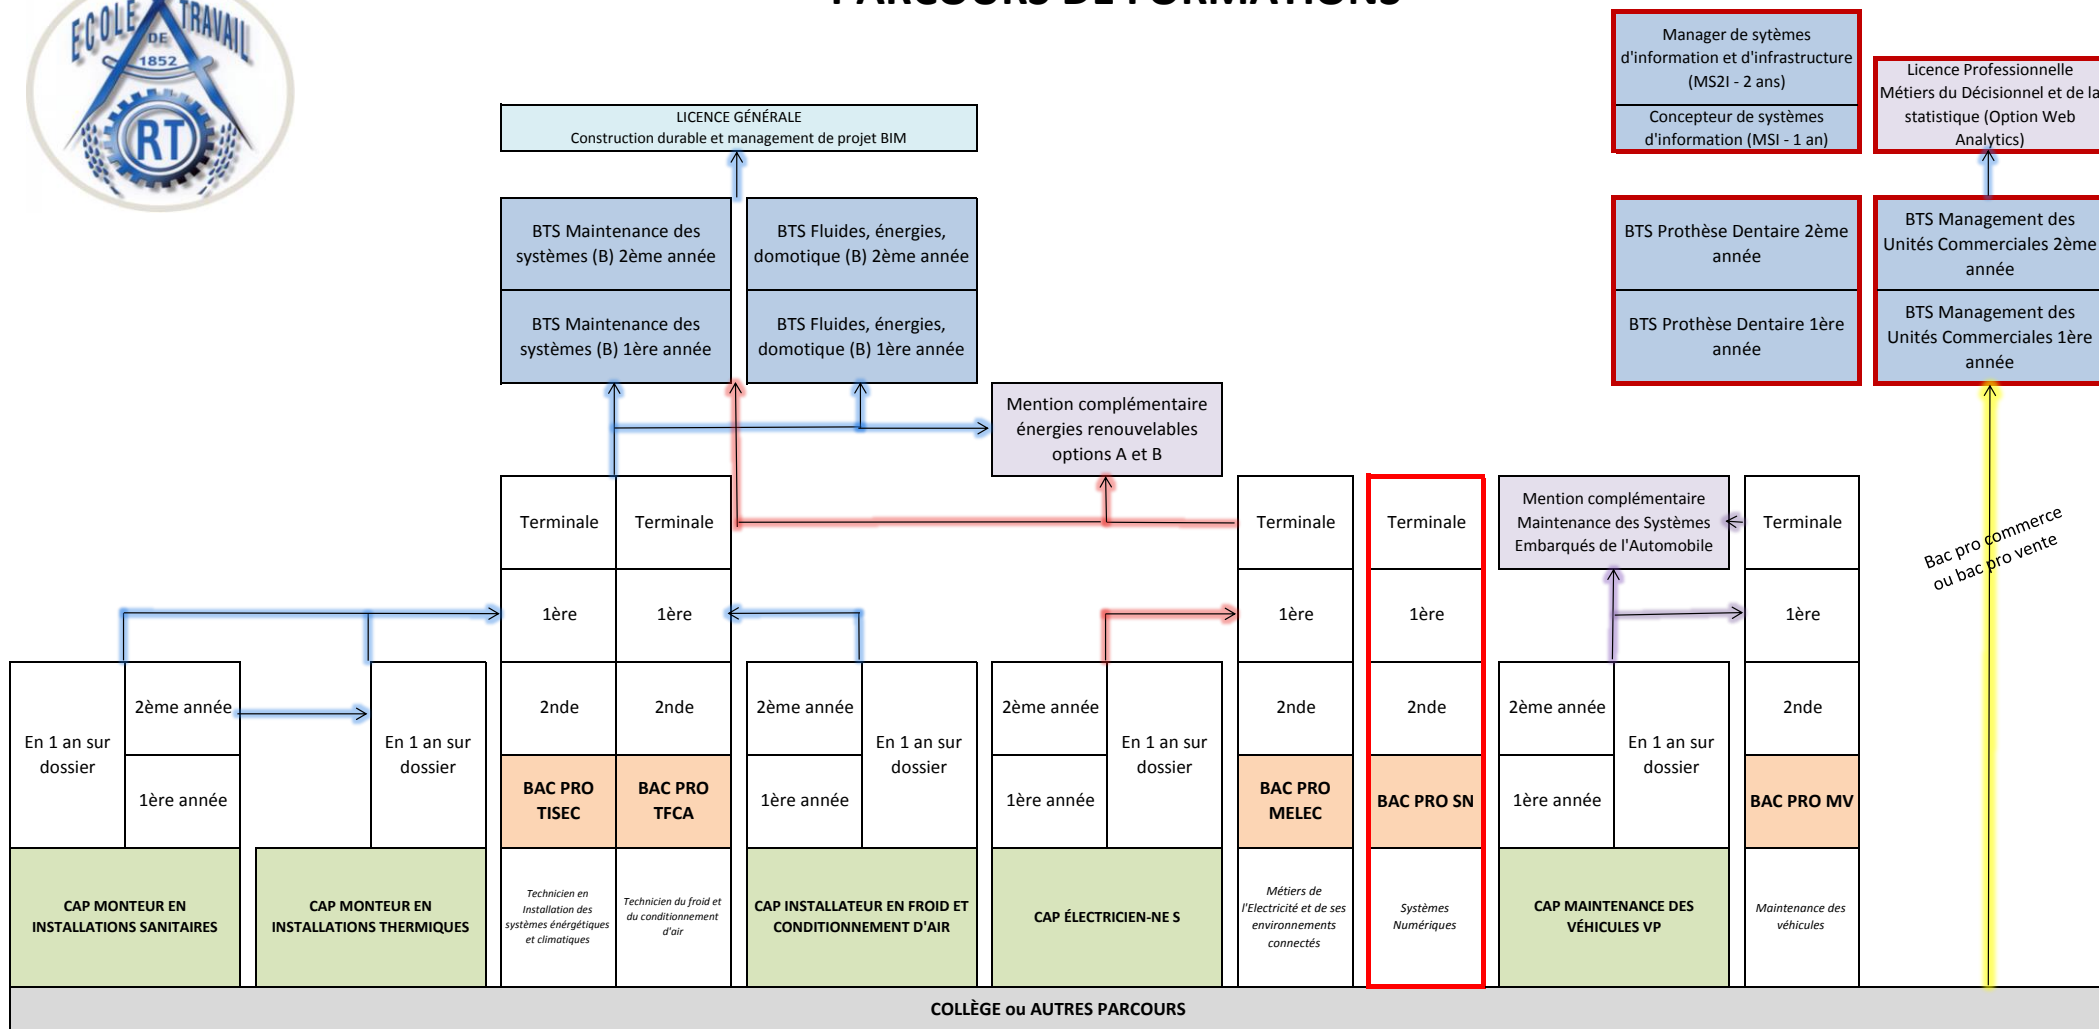 PARCOURS DE FORMATIONS
ECOLE DE TRAVAIL
1852
RT
Manager de sytèmes
d'information et d'infrastructure
(MS2I - 2 ans)
Concepteur de systèmes
d'information (MSI - 1 an)
Licence Professionnelle
Métiers du Décisionnel et de la
statistique (Option Web
Analytics)
LICENCE GÉNÉRALE
Construction durable et management de projet BIM
BTS Maintenance des
systèmes (B) 2ème année
BTS Fluides, énergies,
domotique (B) 2ème année
BTS Prothèse Dentaire 2ème
année
BTS Management des
Unités Commerciales 2ème
année
BTS Maintenance des
systèmes (B) 1ère année
BTS Fluides, énergies,
domotique (B) 1ère année
BTS Prothèse Dentaire 1ère
année
BTS Management des
Unités Commerciales 1ère
année
Mention complémentaire
énergies renouvelables
options A et B
Terminale
Terminale
Terminale
Terminale
Mention complémentaire
Maintenance des Systèmes
Embarqués de l'Automobile
Terminale
Bac pro commerce
ou bac pro vente
1ère
1ère
1ère
1ère
1ère
En 1 an sur
dossier
2ème année
1ère année
En 1 an sur
dossier
2nde
2nde
2ème année
1ère année
En 1 an sur
dossier
2ème année
1ère année
En 1 an sur
dossier
2nde
2nde
2ème année
1ère année
En 1 an sur
dossier
2nde
BAC PRO
TISEC
BAC PRO
TFCA
BAC PRO
MELEC
BAC PRO SN
BAC PRO MV
CAP MONTEUR EN
INSTALLATIONS SANITAIRES
CAP MONTEUR EN
INSTALLATIONS THERMIQUES
Technicien en
Installation des
systèmes énérgétiques
et climatiques
Technicien du froid et
du conditionnement
d'air
CAP INSTALLATEUR EN FROID ET
CONDITIONNEMENT D'AIR
CAP ÉLECTRICIEN-NE S
Métiers de
l'Electricité et de ses
environnements
connectés
Systèmes
Numériques
CAP MAINTENANCE DES
VÉHICULES VP
Maintenance des
véhicules
COLLÈGE ou AUTRES PARCOURS